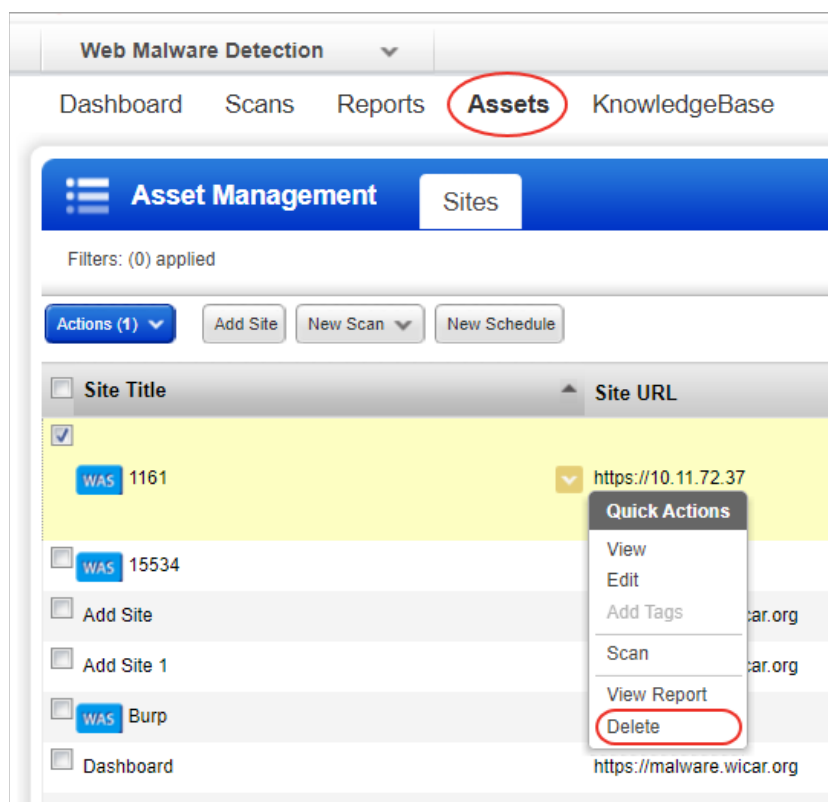 Web Malware Detection
Dashboard Scans Reports Assets KnowledgeBase
Asset Management Sites
Filters: (0) applied
Actions (1) Add Site New Scan New Schedule
Site Title Site URL
WAS 1161 https://10.11.72.37
Quick Actions
View
WAS 15534
Edit
Add Tags
Add Site car.org
Scan
Add Site 1 car.org
View Report
WAS Burp
Delete
Dashboard https://malware.wicar.org